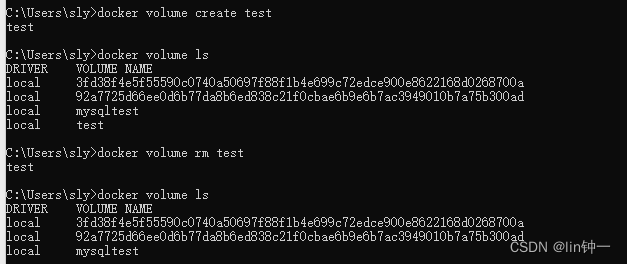 C:\Users\sly>docker volume create test
test
C:\Users\sly>docker volume ls
DRIVER    VOLUME NAME
local     3fd38f4e5f55590c0740a50697f88f1b4e699c72edce900e8622168d0268700a
local     92a7725d66ee0d6b77da8b6ed838c21f0cbae6b9e6b7ac3949010b7a75b300ad
local     mysqltest
local     test
C:\Users\sly>docker volume rm test
test
C:\Users\sly>docker volume ls
DRIVER    VOLUME NAME
local     3fd38f4e5f55590c0740a50697f88f1b4e699c72edce900e8622168d0268700a
local     92a7725d66ee0d6b77da8b6ed838c21f0cbae6b9e6b7ac3949010b7a75b300ad
local     mysqltest
CSDN @lin钟一